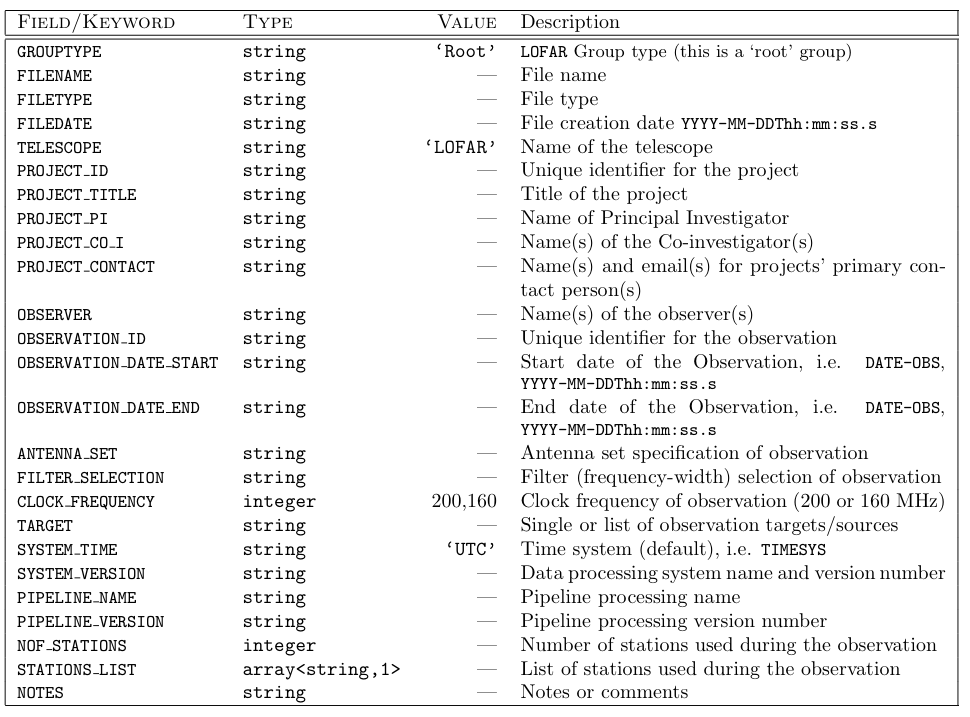 FIELD/KEYWORD TYPE VALUE Description
GROUPTYPE string ‘Root’ LOFAR Group type (this is a ‘root’ group)
FILENAME string — File name
FILETYPE string — File type
FILEDATE string — File creation date YYYY-MM-DDThh:mm:ss.s
TELESCOPE string ‘LOFAR’ Name of the telescope
PROJECT_ID string — Unique identifier for the project
PROJECT_TITLE string — Title of the project
PROJECT_PI string — Name of Principal Investigator
PROJECT_CO_I string — Name(s) of the Co-investigator(s)
PROJECT_CONTACT string — Name(s) and email(s) for projects’ primary con-
tact person(s)
OBSERVER string — Name(s) of the observer(s)
OBSERVATION_ID string — Unique identifier for the observation
OBSERVATION_DATE_START string — Start date of the Observation, i.e. DATE-OBS,
YYYY-MM-DDThh:mm:ss.s
OBSERVATION_DATE_END string — End date of the Observation, i.e. DATE-OBS,
YYYY-MM-DDThh:mm:ss.s
ANTENNA_SET string — Antenna set specification of observation
FILTER_SELECTION string — Filter (frequency-width) selection of observation
CLOCK_FREQUENCY integer 200,160 Clock frequency of observation (200 or 160 MHz)
TARGET string — Single or list of observation targets/sources
SYSTEM_TIME string ‘UTC’ Time system (default), i.e. TIMESYS
SYSTEM_VERSION string — Data processing system name and version number
PIPELINE_NAME string — Pipeline processing name
PIPELINE_VERSION string — Pipeline processing version number
NOF_STATIONS integer — Number of stations used during the observation
STATIONS_LIST array<string,1> — List of stations used during the observation
NOTES string — Notes or comments